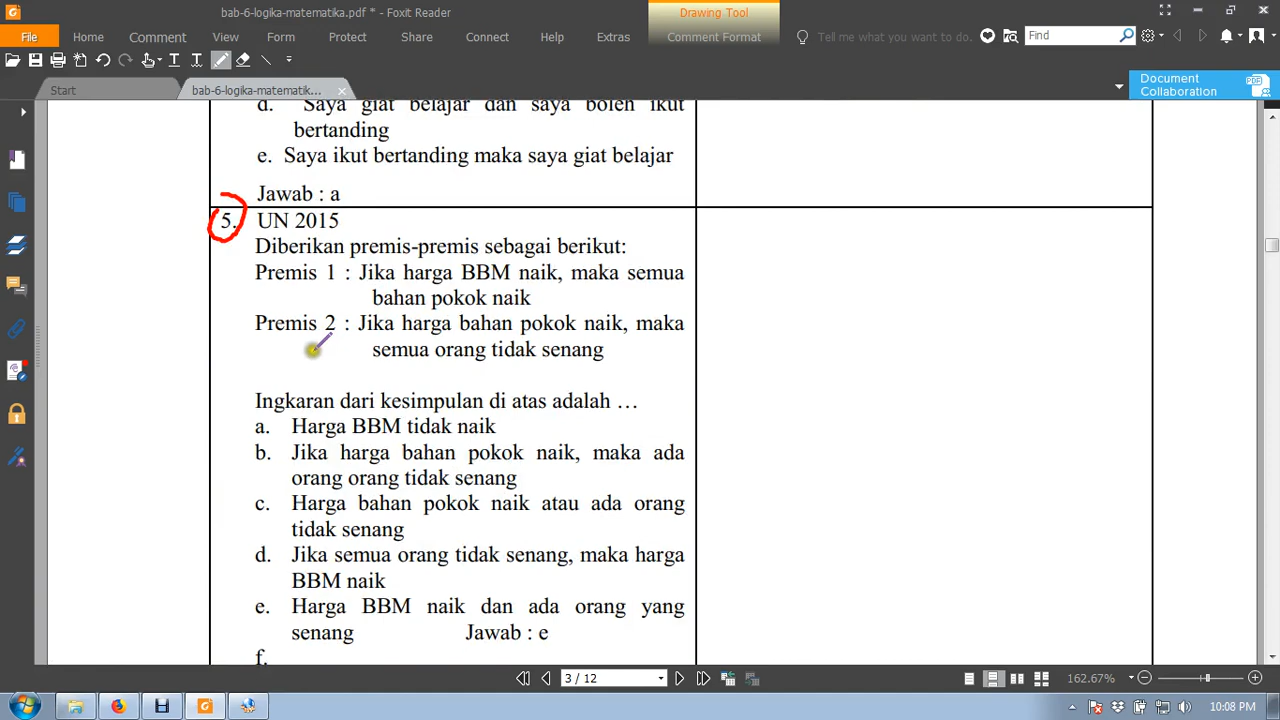 bab-6-logika-matematika.pdf * - Foxit Reader
Drawing Tool
File Home Comment View Form Protect Share Connect Help Extras Comment Format Tell me what you want to do.. Find
Start
bab-6-logika-matematik...
Document
Collaboration
d. Saya giat belajar dan saya boleh ikut
bertanding
e. Saya ikut bertanding maka saya giat belajar
Jawab : a
5. UN 2015
Diberikan premis-premis sebagai berikut:
Premis 1 : Jika harga BBM naik, maka semua
bahan pokok naik
Premis 2 : Jika harga bahan pokok naik, maka
semua orang tidak senang
Ingkaran dari kesimpulan di atas adalah …
a. Harga BBM tidak naik
b. Jika harga bahan pokok naik, maka ada
orang orang tidak senang
c. Harga bahan pokok naik atau ada orang
tidak senang
d. Jika semua orang tidak senang, maka harga
BBM naik
e. Harga BBM naik dan ada orang yang
senang Jawab : e
f.
3 / 12
162.67%
10:08 PM